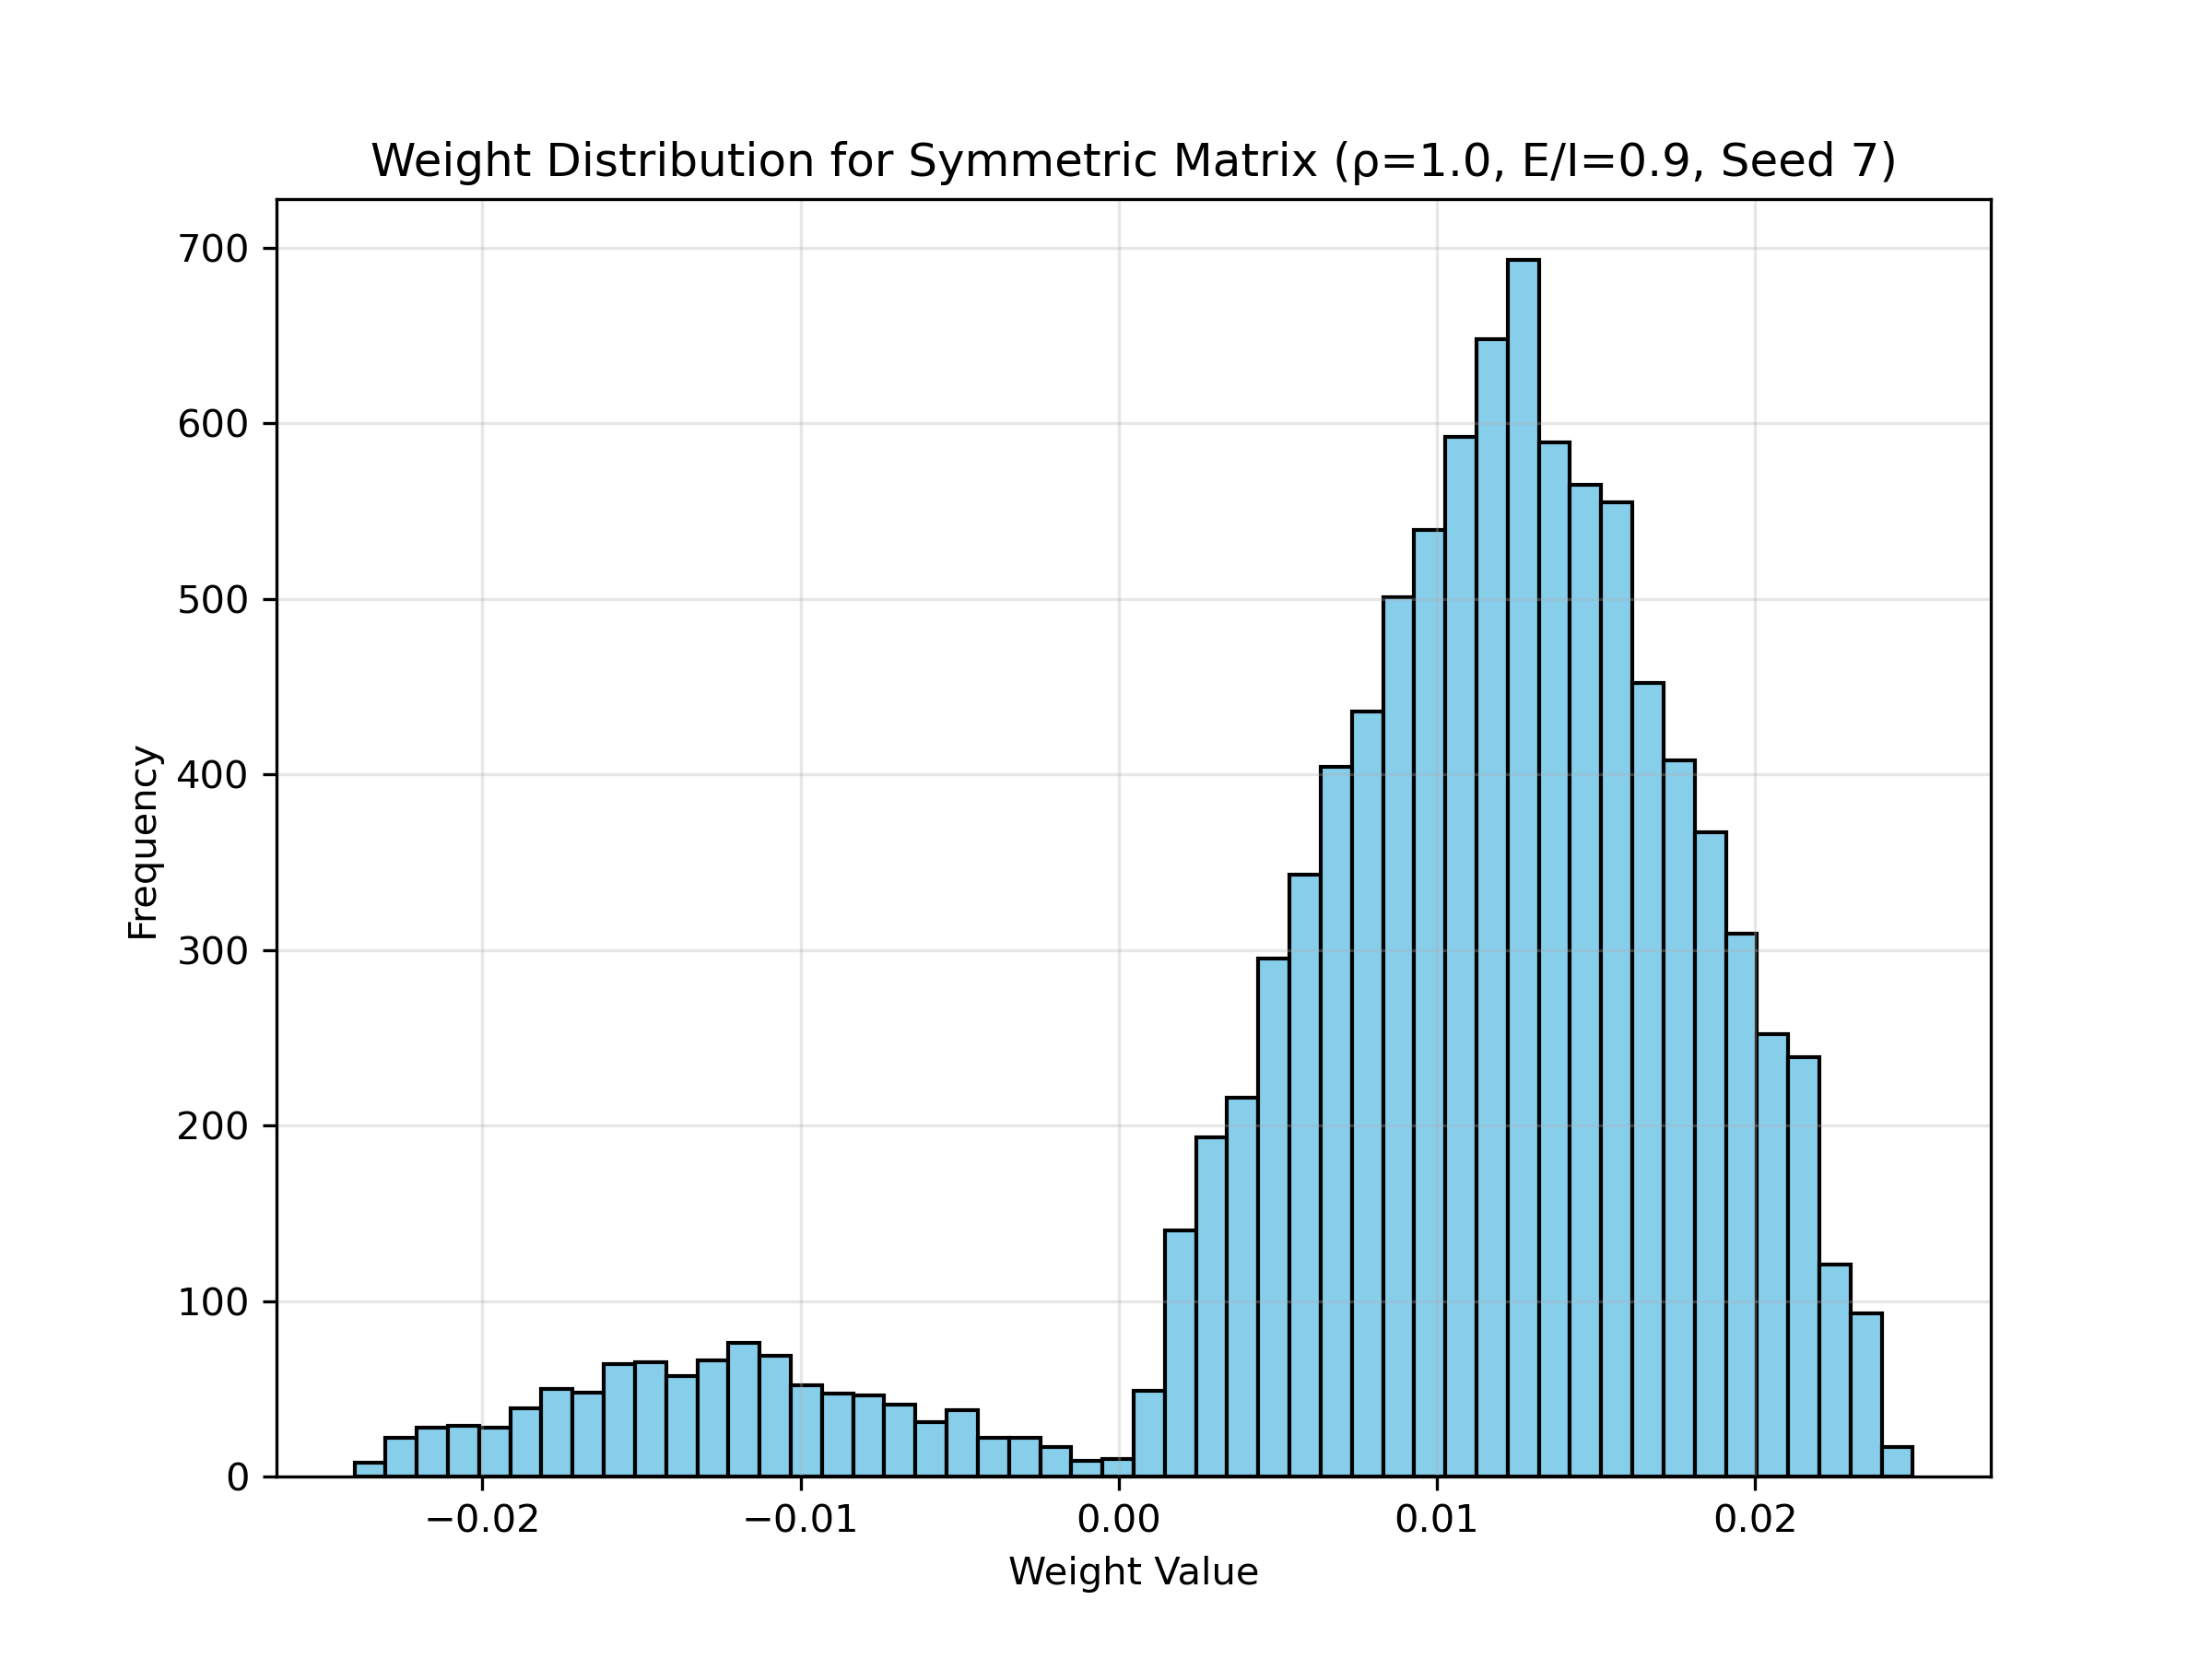 Weight Distribution for Symmetric Matrix (ρ=1.0, E/I=0.9, Seed 7)
700
600
500
400
300
200
100
0
Frequency
−0.02 −0.01 0.00 0.01 0.02
Weight Value